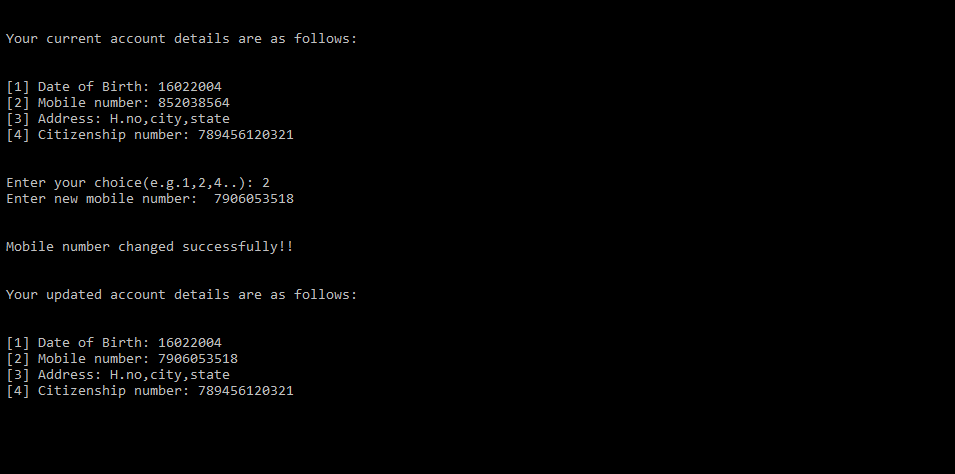 Your current account details are as follows:
[1] Date of Birth: 16022004
[2] Mobile number: 852038564
[3] Address: H.no,city,state
[4] Citizenship number: 789456120321
Enter your choice(e.g.1,2,4..): 2
Enter new mobile number:  7906053518
Mobile number changed successfully!!
Your updated account details are as follows:
[1] Date of Birth: 16022004
[2] Mobile number: 7906053518
[3] Address: H.no,city,state
[4] Citizenship number: 789456120321